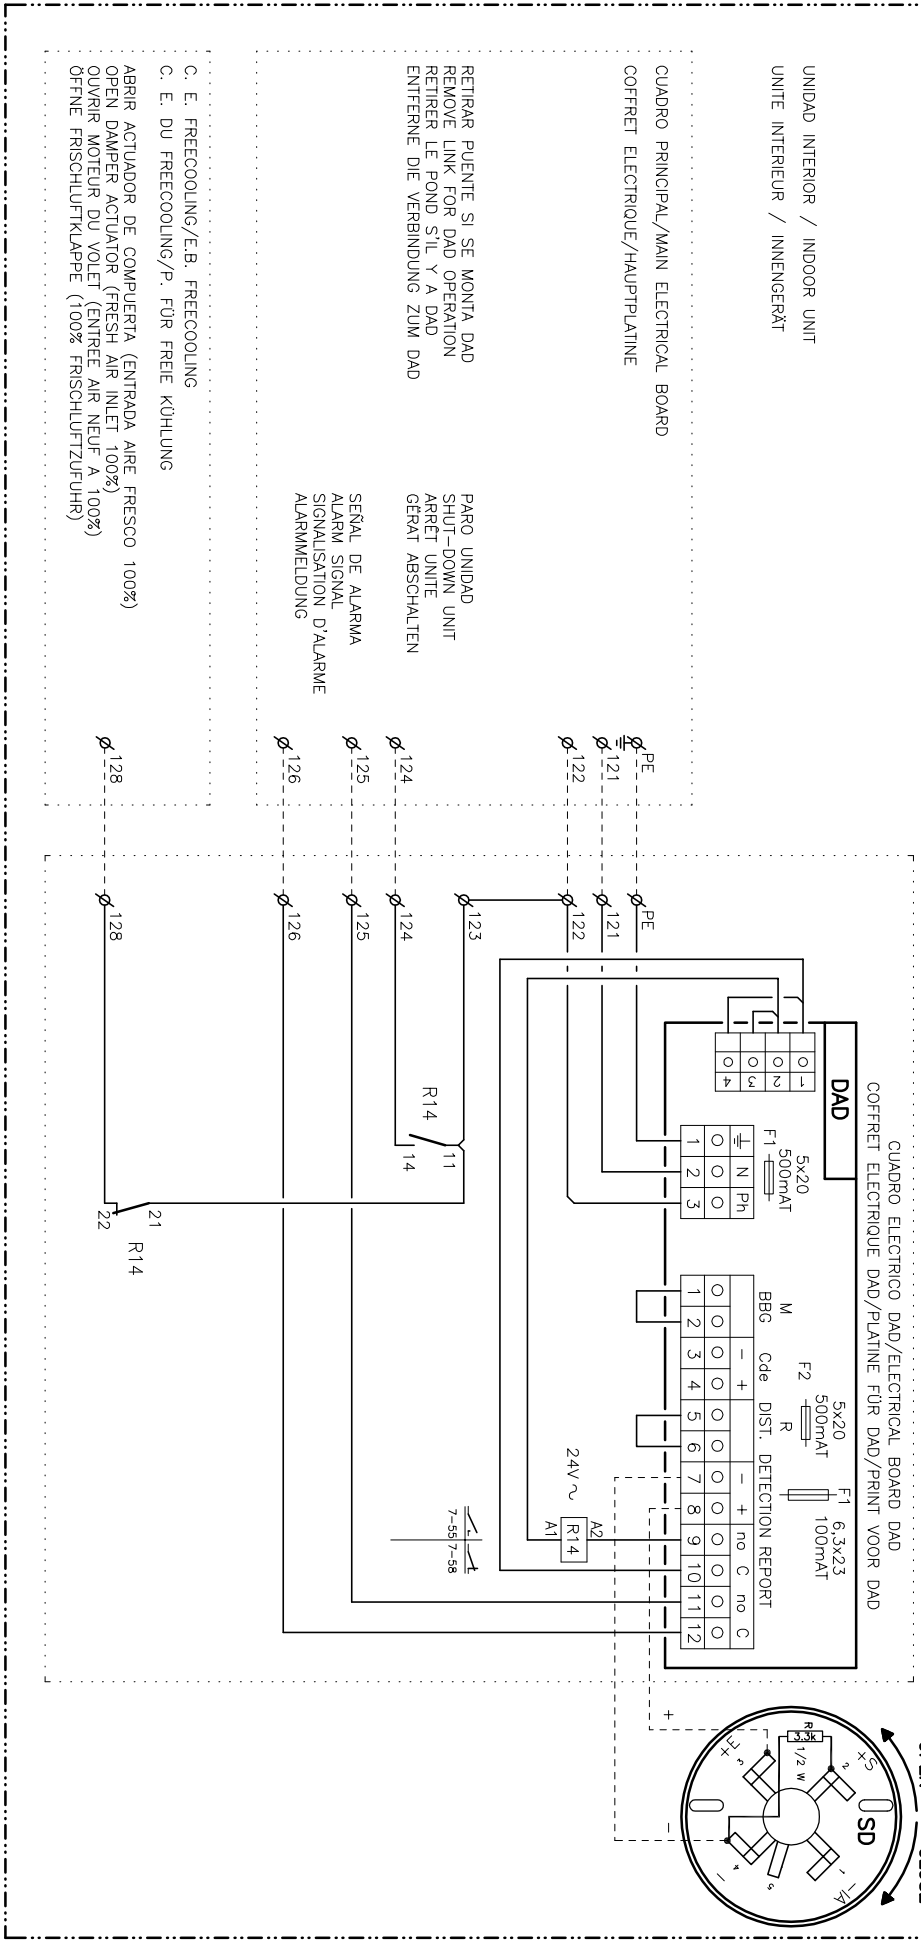 UNIDAD INTERIOR / INDOOR UNIT
UNITE INTERIEUR / INNENGERÄT
CUADRO PRINCIPAL/MAIN ELECTRICAL BOARD
COFFRET ELECTRIQUE/HAUPTPLATINE
RETIRAR PUENTE SI SE MONTA DAD
REMOVE LINK FOR DAD OPERATION
RETIRER LE POND S'IL Y A DAD
ENTFERNE DIE VERBINDUNG ZUM DAD
PARO UNIDAD
SHUT-DOWN UNIT
ARRÊT UNITE
GËRAT ABSCHALTEN
SEÑAL DE ALARMA
ALARM SIGNAL
SIGNALISATION D'ALARME
ALARMMELDUNG
C. E. FREECOOLING/E.B. FREECOOLING
C. E. DU FREECOOLING/P. FÜR FREIE KÜHLUNG
ABRIR ACTUADOR DE COMPUERTA (ENTRADA AIRE FRESCO 100%)
OPEN DAMPER ACTUATOR (FRESH AIR INLET 100%)
OUVRIR MOTEUR DU VOLET (ENTREE AIR NEUF A 100%)
ÖFFNE FRISCHLUFTKLAPPE (100% FRISCHLUFTZUFUHR)
PE
121
122
124
125
126
128
PE
121
122
123
124
125
126
128
CUADRO ELECTRICO DAD/ELECTRICAL BOARD DAD
COFFRET ELECTRIQUE DAD/PLATINE FÜR DAD/PRINT VOOR DAD
DAD
1
2
3
4
5x20
500mAT
F1
N Ph
1 2 3
5x20
500mAT
F2
F1
6,3x23
100mAT
M
R
BBG Cde DIST. DETECTION REPORT
- + - + no C no C
1 2 3 4 5 6 7 8 9 10 11 12
R14
11
14
21
22
R14
24V ~
A2
R14
A1
7-55 7-58
+
-
SD
+S
2
R
3.3k
1/2 W
+E
3
-
4
5
1
-IA